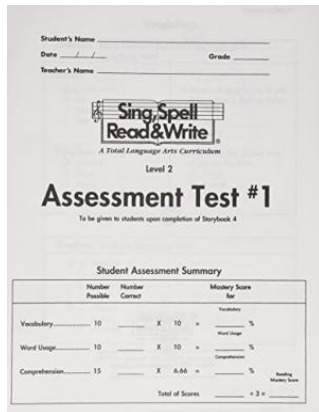 Student's Name
Date / /
Grade
Teacher's Name
Sing, Spell
Read & Write ®
A Total Language Arts Curriculum
Level 2
Assessment Test #1
To be given to students upon completion of Storybook 4
Student Assessment Summary
Number Possible Number Correct Mastery Score for
Vocabulary
Vocabulary 10 X 10 = %
Word Usage
Word Usage 10 X 10 = %
Comprehension
Comprehension 15 X 6.66 = %
Reading Mastery Score
Total of Scores ÷ 3 =